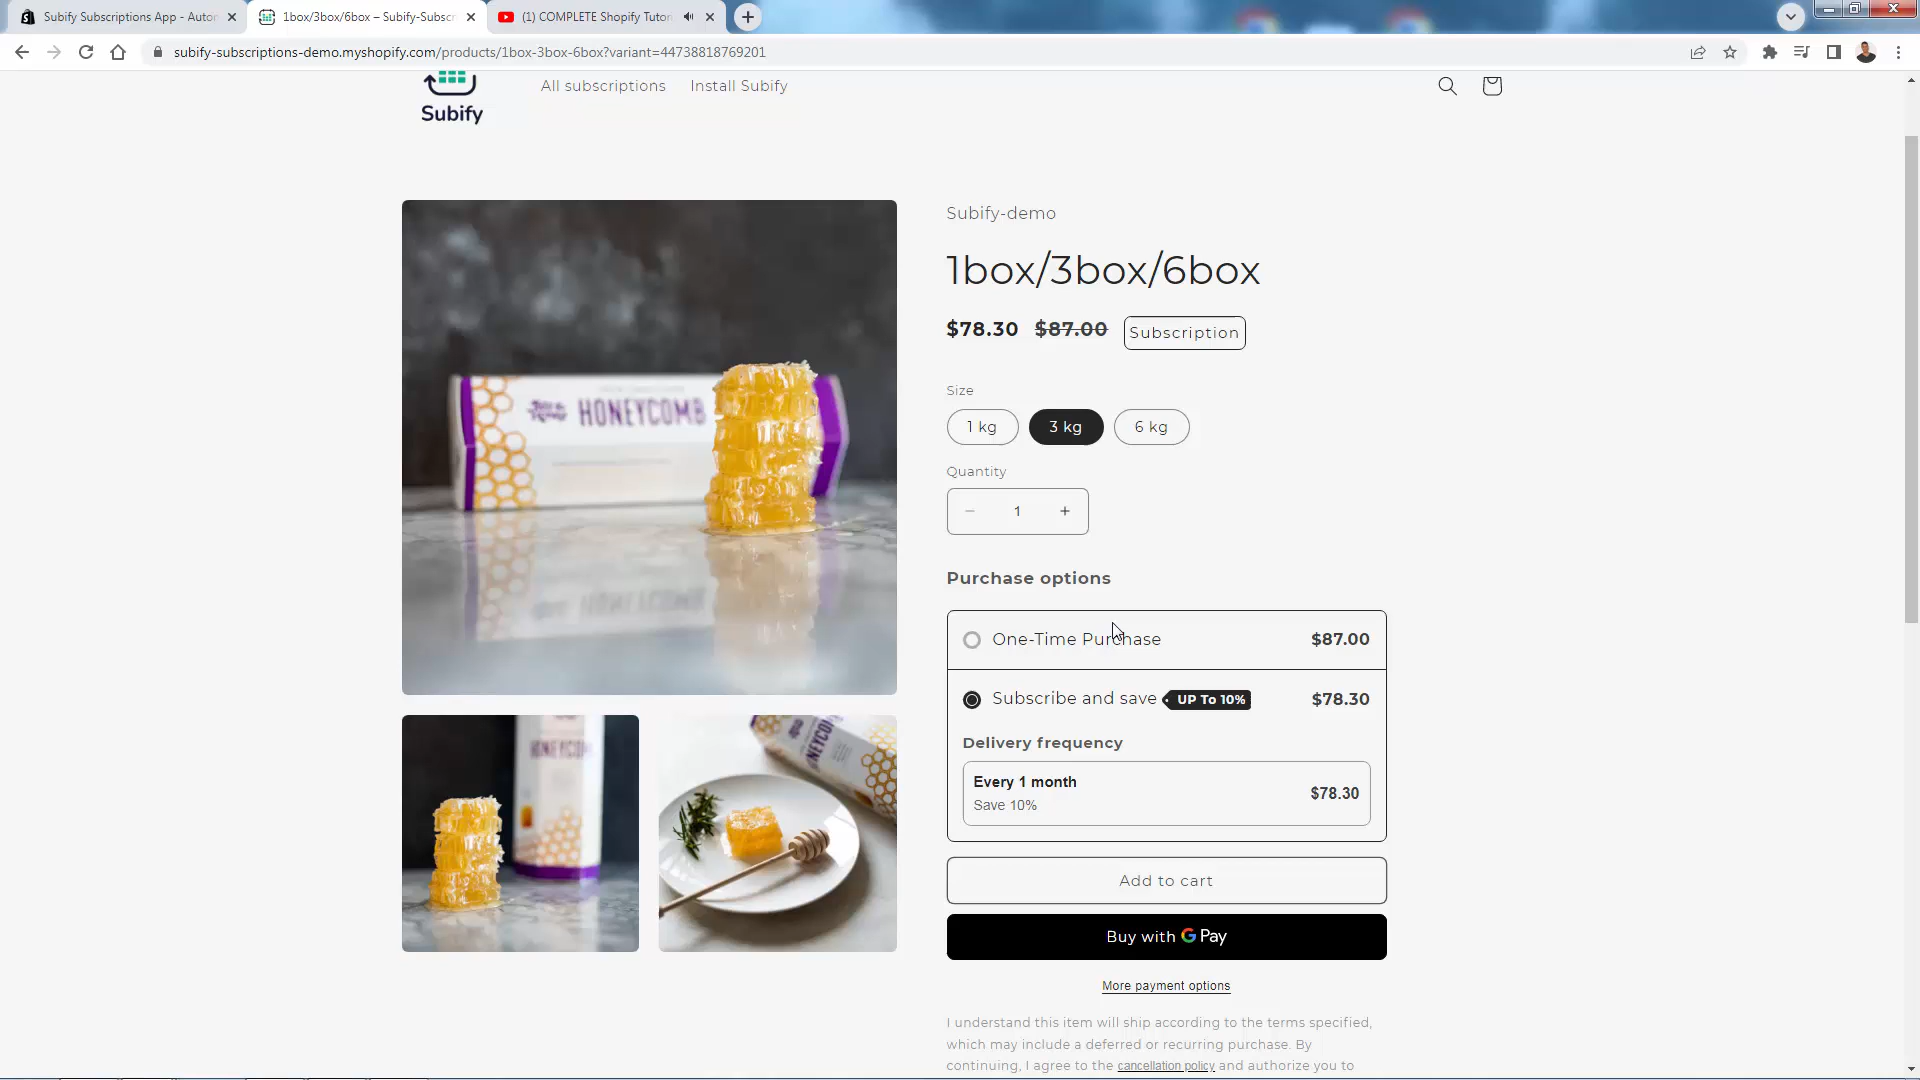 Subify Subscriptions App - Autom
1box/3box/6box – Subify-Subscr
(1) COMPLETE Shopify Tutor
subify-subscriptions-demo.myshopify.com/products/1box-3box-6box?variant=44738818769201
Subify
All subscriptions
Install Subify
HONEYCOMB
Subify-demo
1box/3box/6box
$78.30 $87.00 Subscription
Size
1 kg
3 kg
6 kg
Quantity
1
Purchase options
One-Time Purchase $87.00
Subscribe and save UP To 10% $78.30
Delivery frequency
Every 1 month
Save 10%
$78.30
Add to cart
Buy with G Pay
More payment options
I understand this item will ship according to the terms specified,
which may include a deferred or recurring purchase. By
continuing, I agree to the cancellation policy and authorize you to